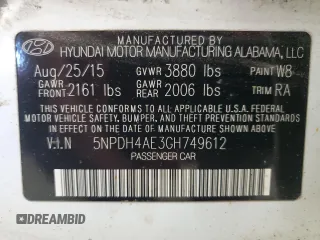 MANUFACTURED BY
HYUNDAI MOTOR MANUFACTURING ALABAMA, LLC
Aug/25/15 GVWR 3880 lbs PAINT W8
GAWR FRONT 2161 lbs GAWR REAR 2006 lbs TRIM RA
THIS VEHICLE CONFORMS TO ALL APPLICABLE U.S. FEDERAL
MOTOR VEHICLE SAFETY, BUMPER, AND THEFT PREVENTION
STANDARDS IN EFFECT ON THE DATE OF MANUFACTURE SHOWN ABOVE.
V.I.N 5NPDH4AE3GH749612
PASSENGER CAR
DREAMBID